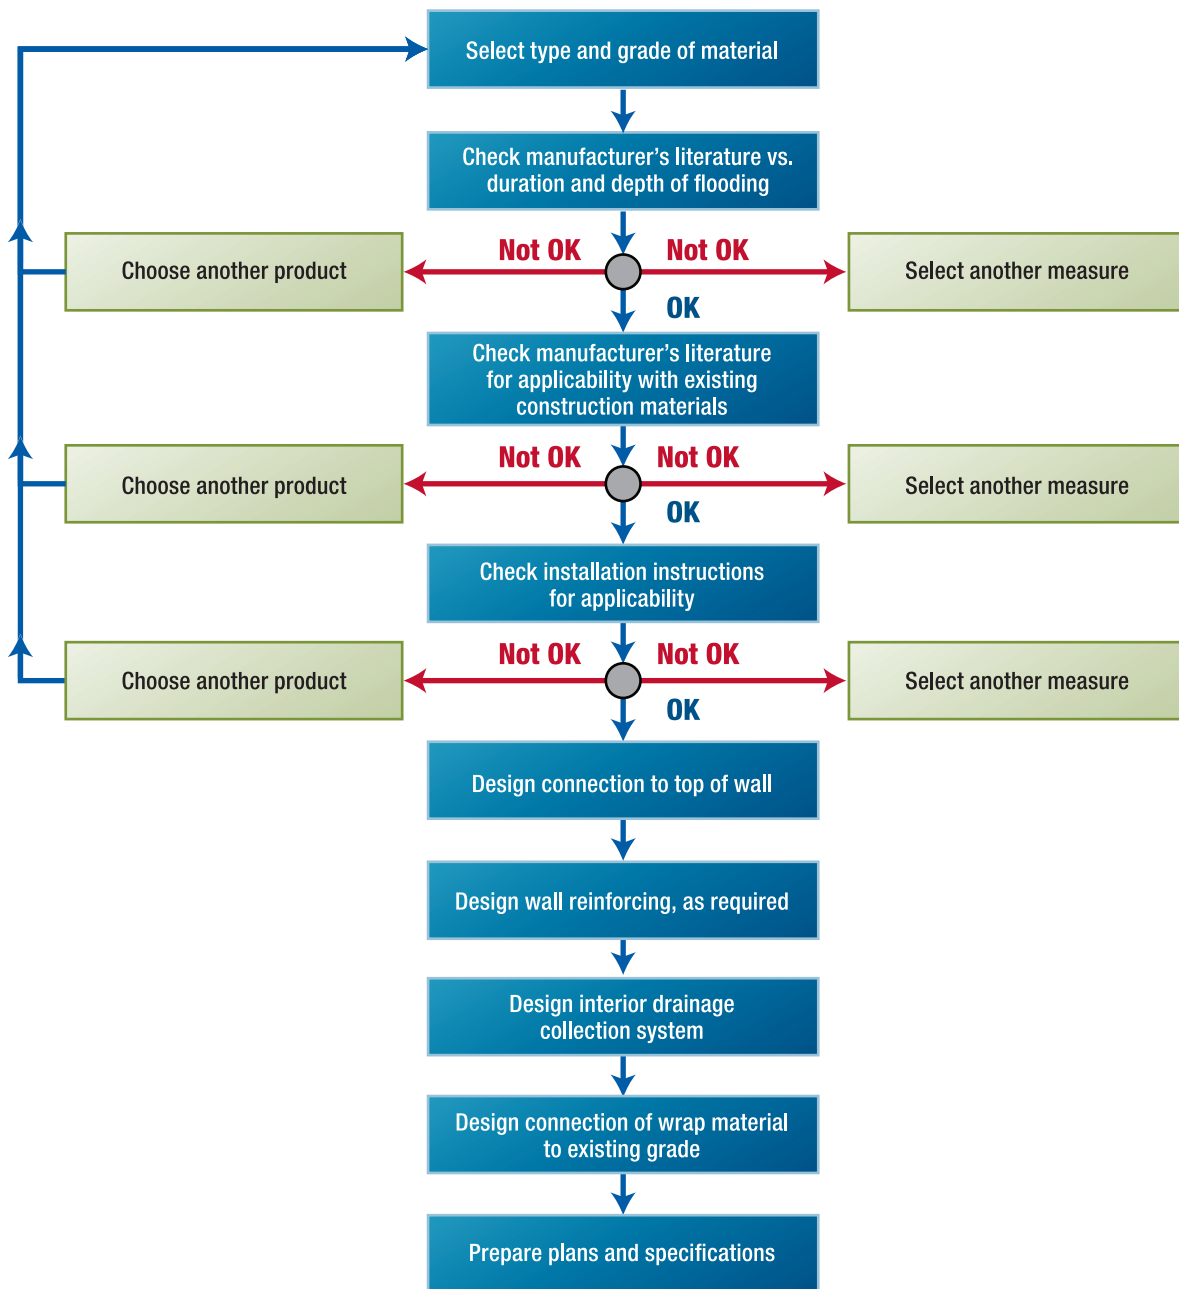 Select type and grade of material
Check manufacturer’s literature vs.
duration and depth of flooding
Not OK
Not OK
Choose another product
Select another measure
OK
Check manufacturer’s literature
for applicability with existing
construction materials
Not OK
Not OK
Choose another product
Select another measure
OK
Check installation instructions
for applicability
Not OK
Not OK
Choose another product
Select another measure
OK
Design connection to top of wall
Design wall reinforcing, as required
Design interior drainage
collection system
Design connection of wrap material
to existing grade
Prepare plans and specifications